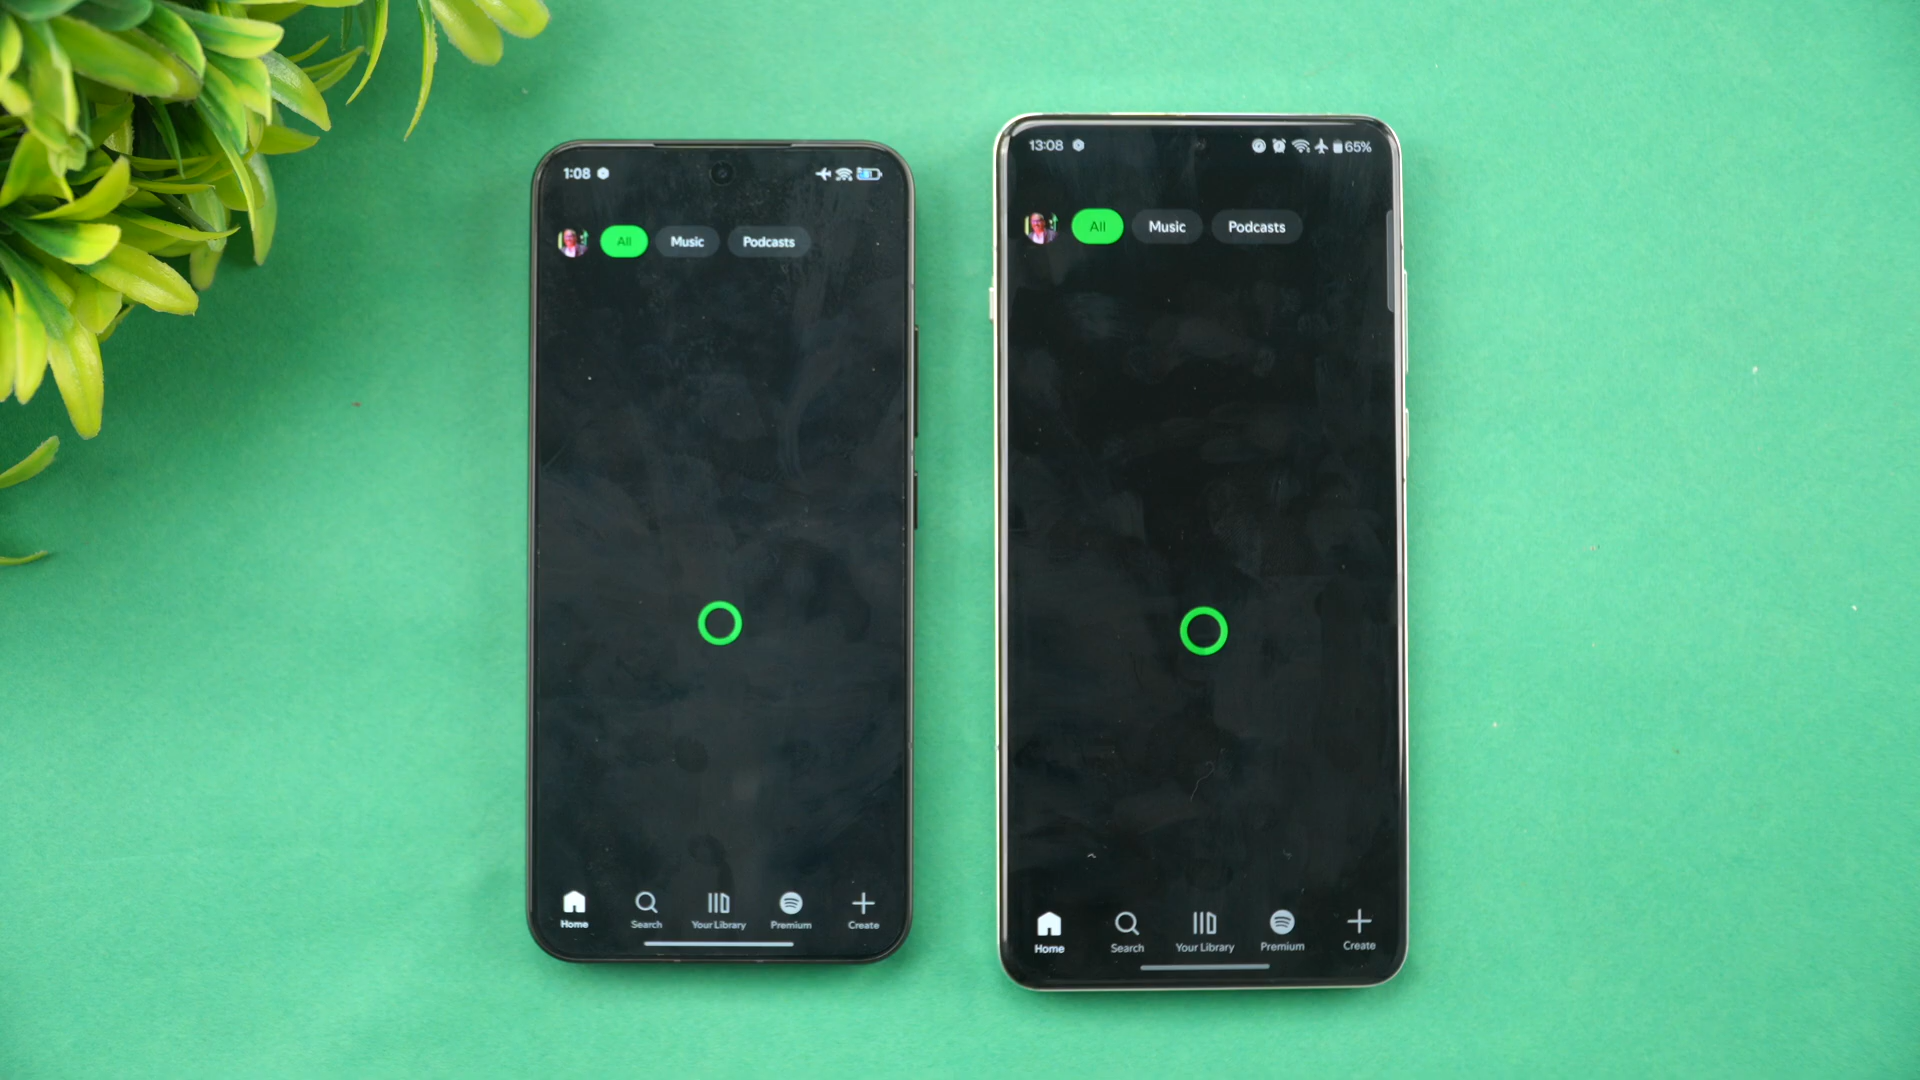 1:08
All Music Podcasts
Home Search Your Library Premium Create
13:08 65%
All Music Podcasts
Home Search Your Library Premium Create